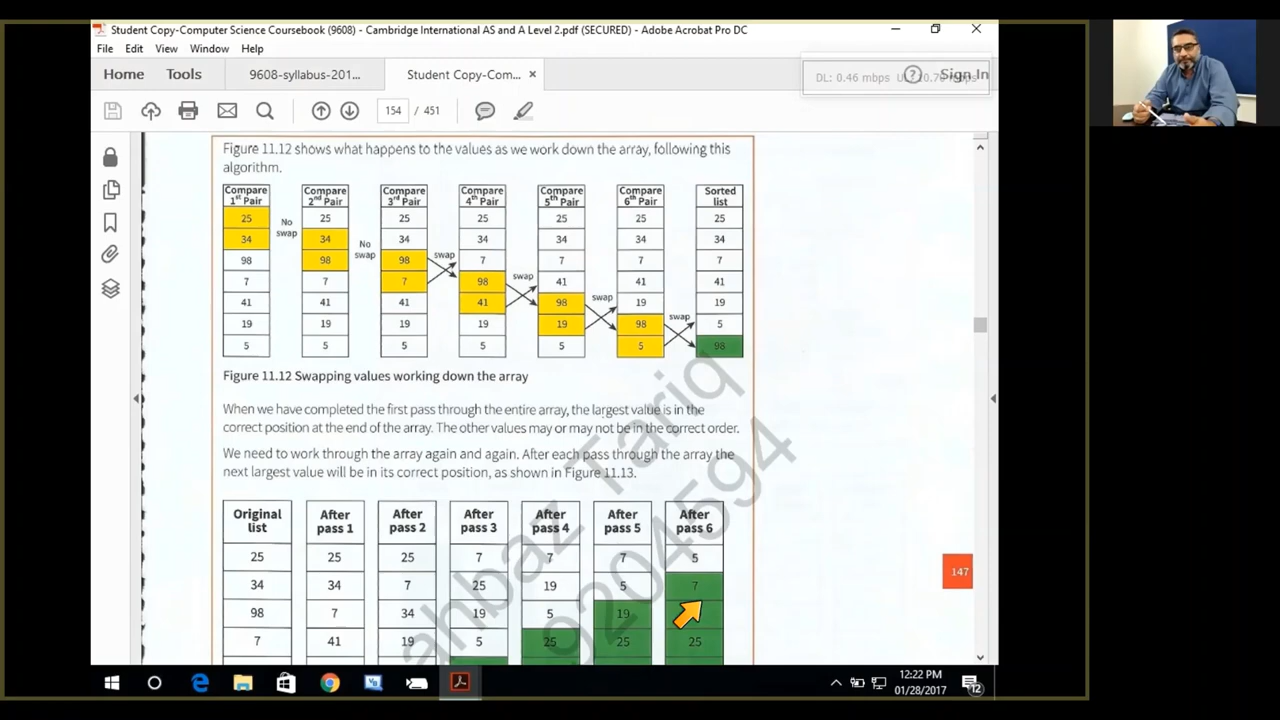 Student Copy-Computer Science Coursebook (9608) - Cambridge International AS and A Level 2.pdf (SECURED) - Adobe Acrobat Pro DC
File Edit View Window Help
Home Tools 9608-syllabus-201... Student Copy-Com... × DL: 0.46 mbps Sign In
154 / 451
Figure 11.12 shows what happens to the values as we work down the array, following this
algorithm.
Compare 1st Pair Compare 2nd Pair Compare 3rd Pair Compare 4th Pair Compare 5th Pair Compare 6th Pair Sorted list
25 25 25 25 25 25 25
No swap
34 34 34 34 34 34 34
No swap swap
98 98 98 7 7 7 7
swap
7 7 7 98 41 41 41
swap
41 41 41 41 98 19 19
swap
19 19 19 19 19 98 5
5 5 5 5 5 5 98
Figure 11.12 Swapping values working down the array
When we have completed the first pass through the entire array, the largest value is in the
correct position at the end of the array. The other values may or may not be in the correct order.
We need to work through the array again and again. After each pass through the array the
next largest value will be in its correct position, as shown in Figure 11.13.
Original list After pass 1 After pass 2 After pass 3 After pass 4 After pass 5 After pass 6
25 25 25 7 7 7 5
34 34 7 25 19 5 7
98 7 34 19 5 19
7 41 19 5 25 25 25
147
ahbaz Tariq
9204594
12:22 PM
01/28/2017
12